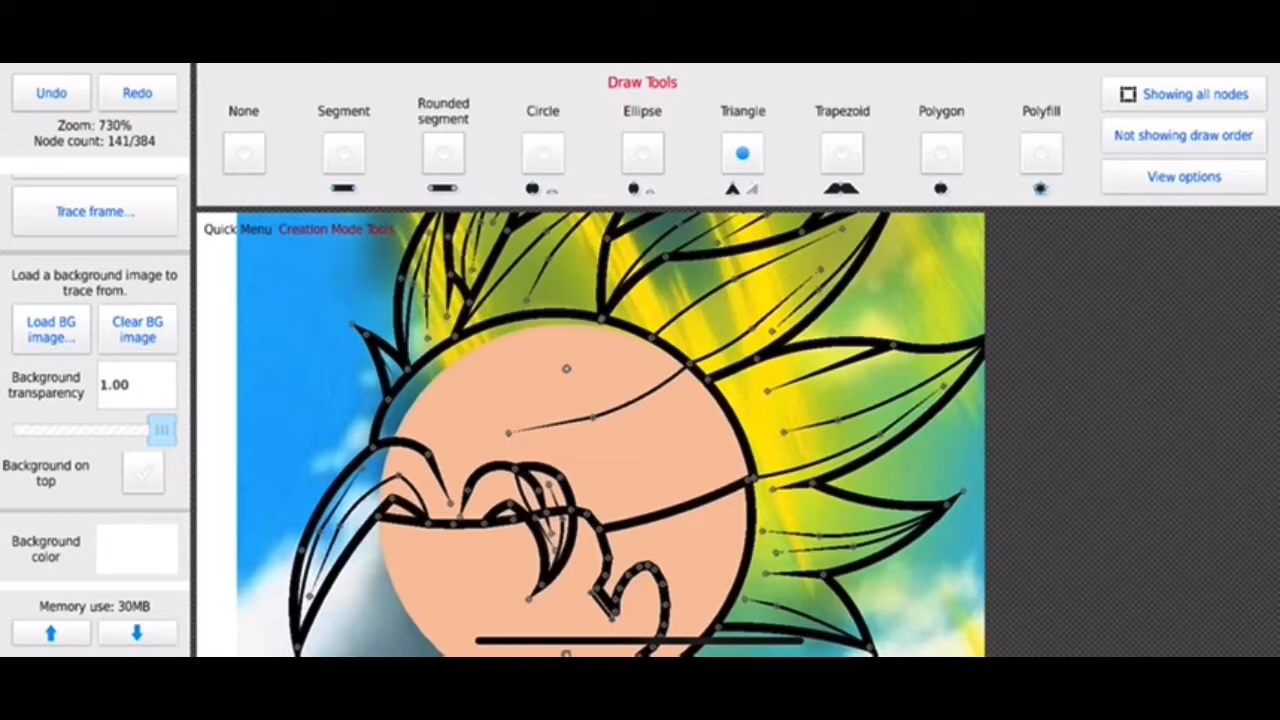 Undo
Redo
Zoom: 730%
Node count: 141/384
Trace frame...
Load a background image to
trace from.
Load BG
image...
Clear BG
image
Background
transparency
1.00
Background on
top
Background
color
Memory use: 30MB
Draw Tools
None
Segment
Rounded
segment
Circle
Ellipse
Triangle
Trapezoid
Polygon
Polyfill
Showing all nodes
Not showing draw order
View options
Quick Menu
Creation Mode Tools